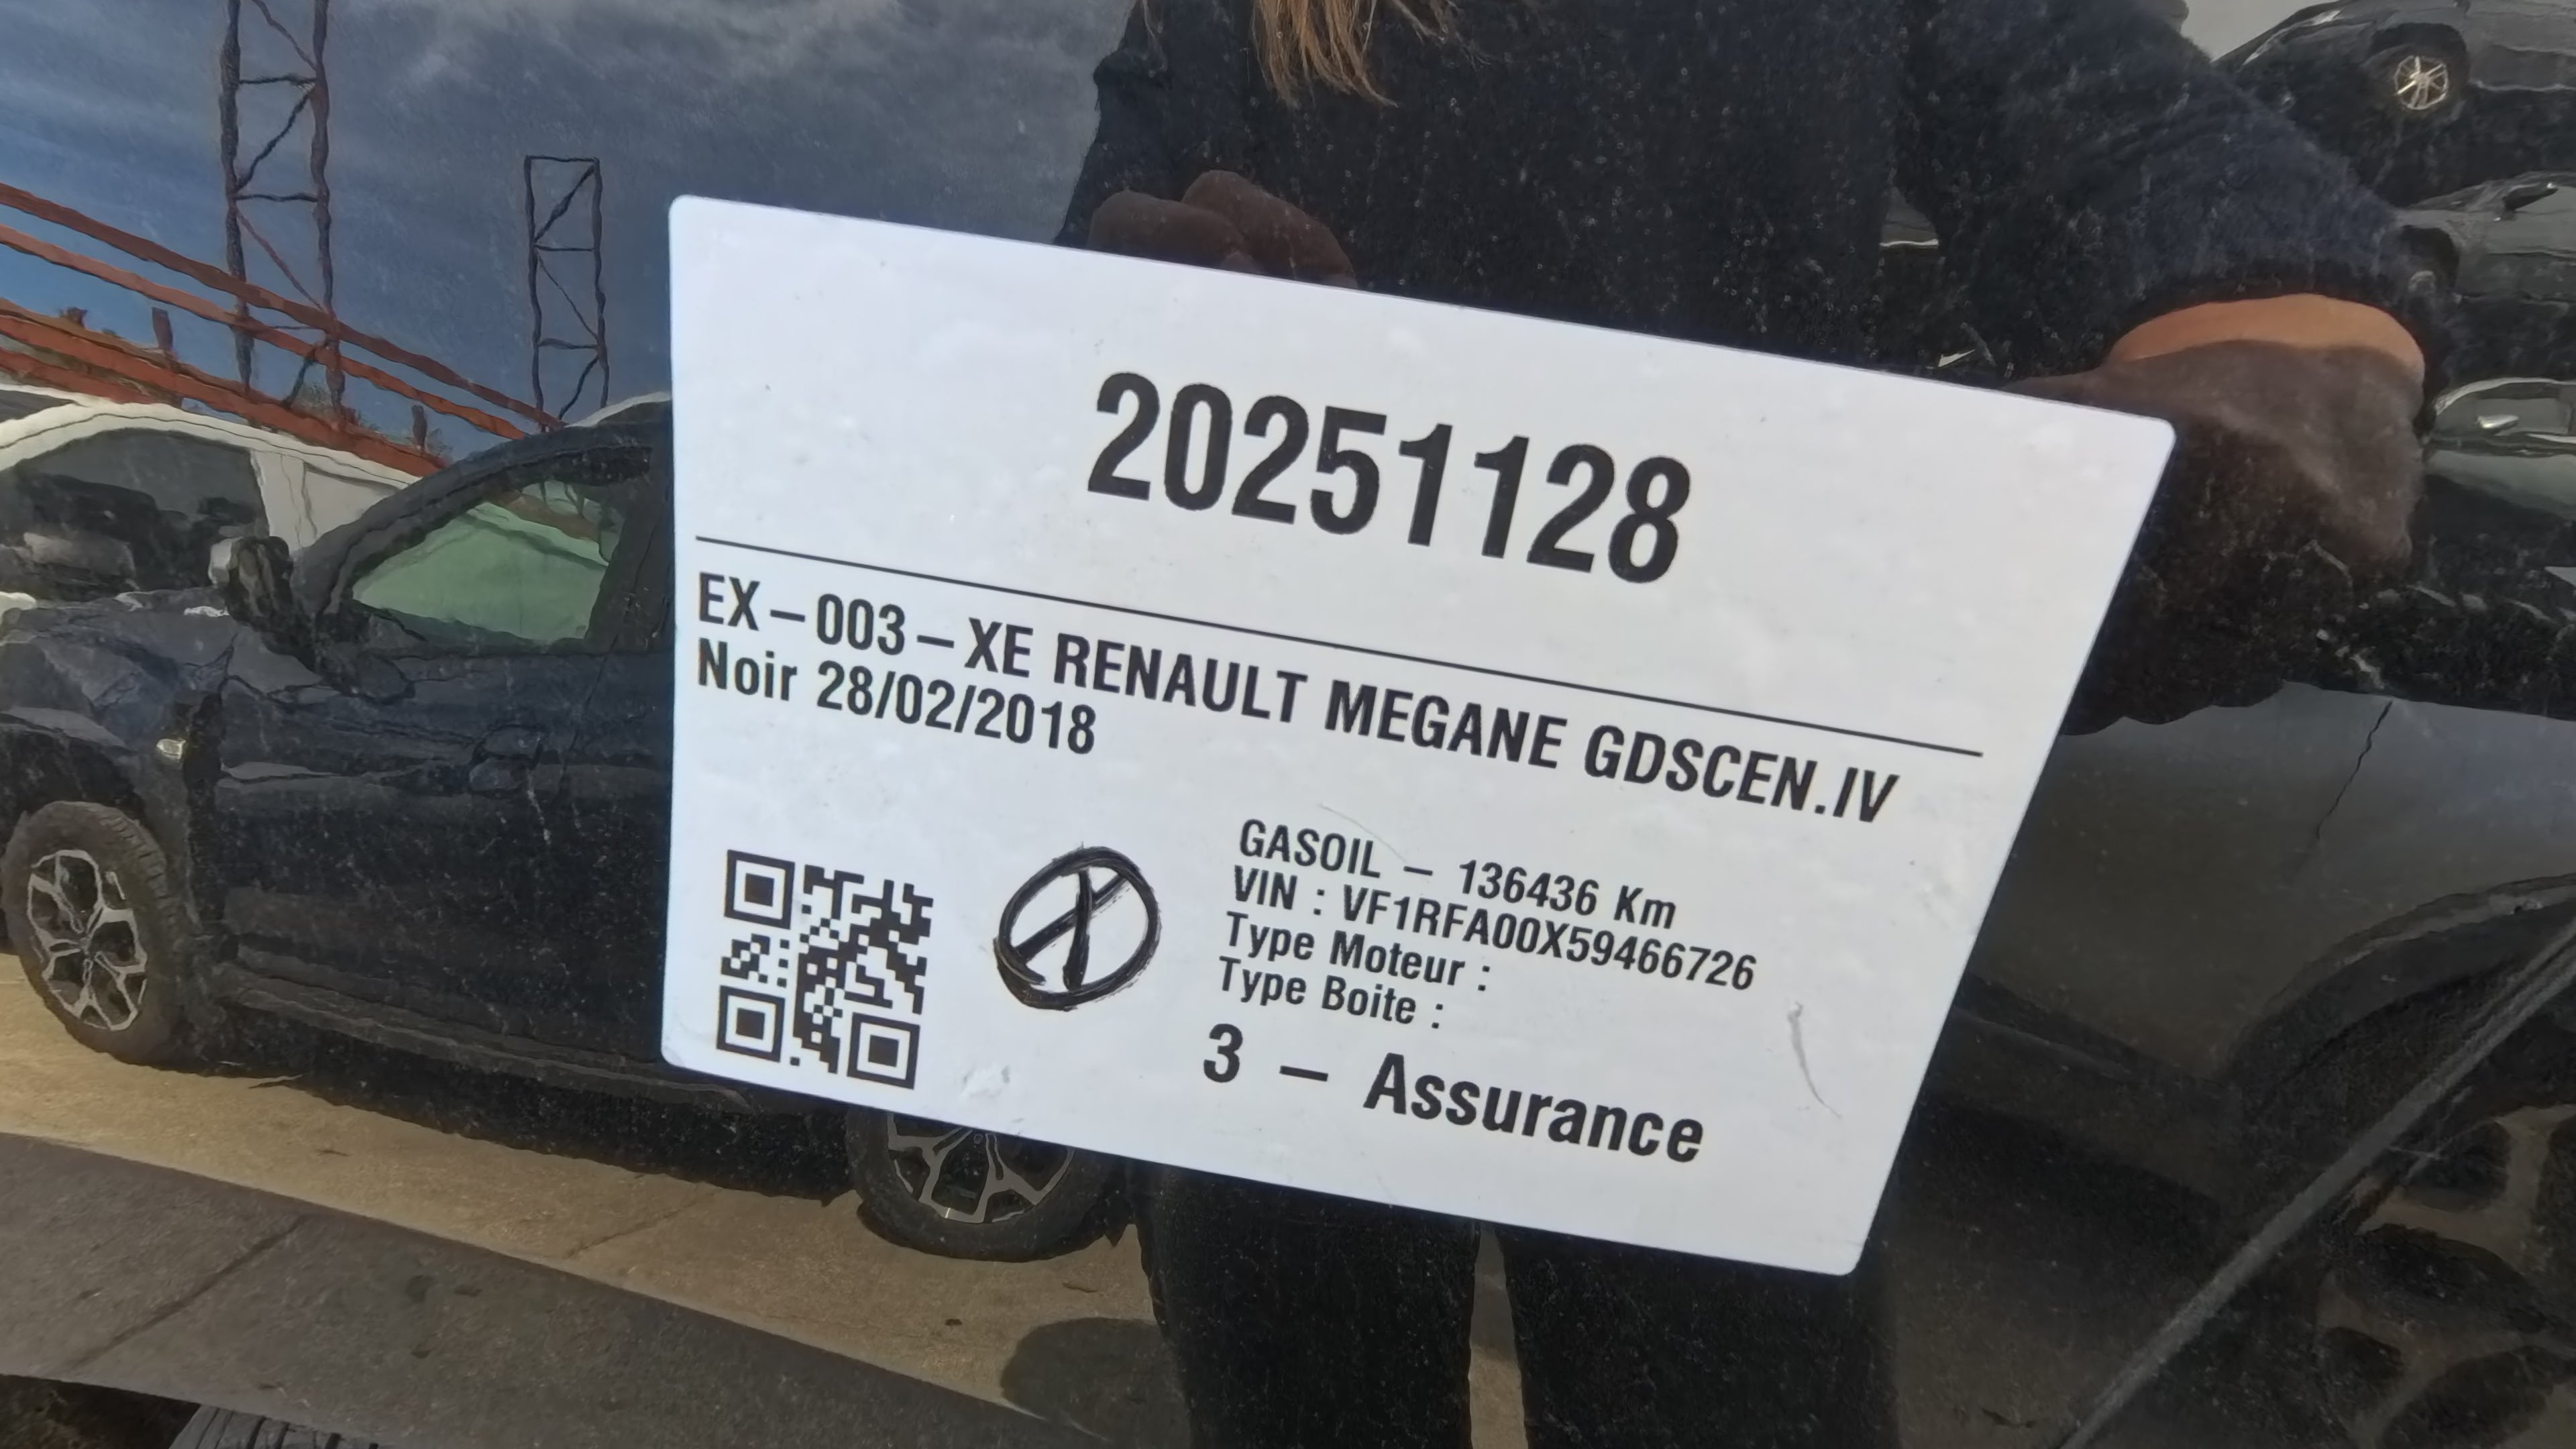 20251128
EX-003-XE RENAULT MEGANE GDSCEN.IV
Noir 28/02/2018
GASOIL - 136436 Km
VIN : VF1RFA00X59466726
Type Moteur :
Type Boite :
3 - Assurance